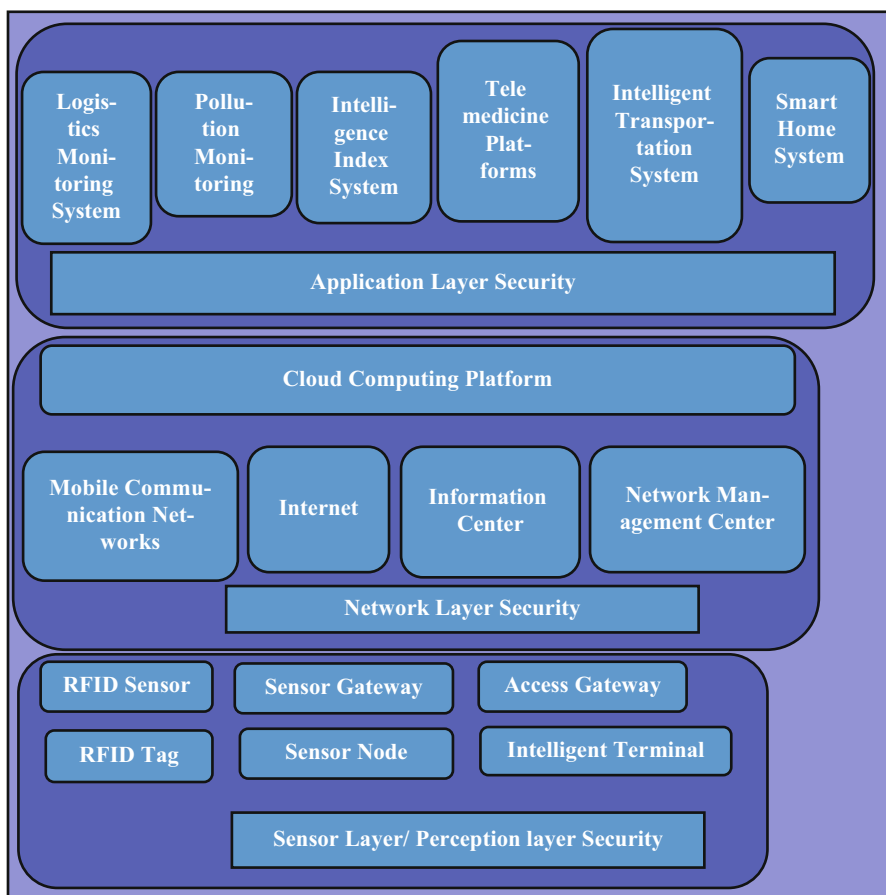 Logis-
tics
Moni-
toring
System
Pollu-
tion
Moni-
toring
Intelli-
gence
Index
System
Tele
medicine
Plat-
forms
Intelligent
Transpor-
tation
System
Smart
Home
System
Application Layer Security
Cloud Computing Platform
Mobile Commu-
nication Net-
works
Internet
Information
Center
Network Man-
agement Center
Network Layer Security
RFID Sensor
Sensor Gateway
Access Gateway
RFID Tag
Sensor Node
Intelligent Terminal
Sensor Layer/ Perception layer Security